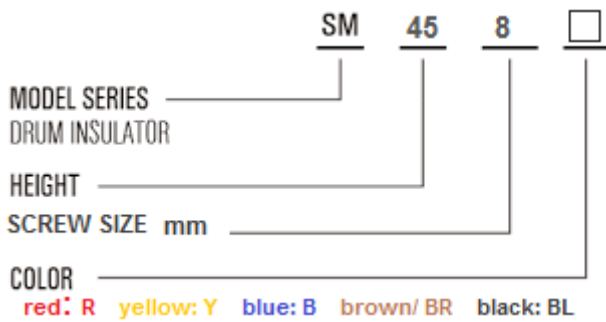 SM 45 8
MODEL SERIES
DRUM INSULATOR
HEIGHT
SCREW SIZE mm
COLOR
red: R yellow: Y blue: B brown/ BR black: BL